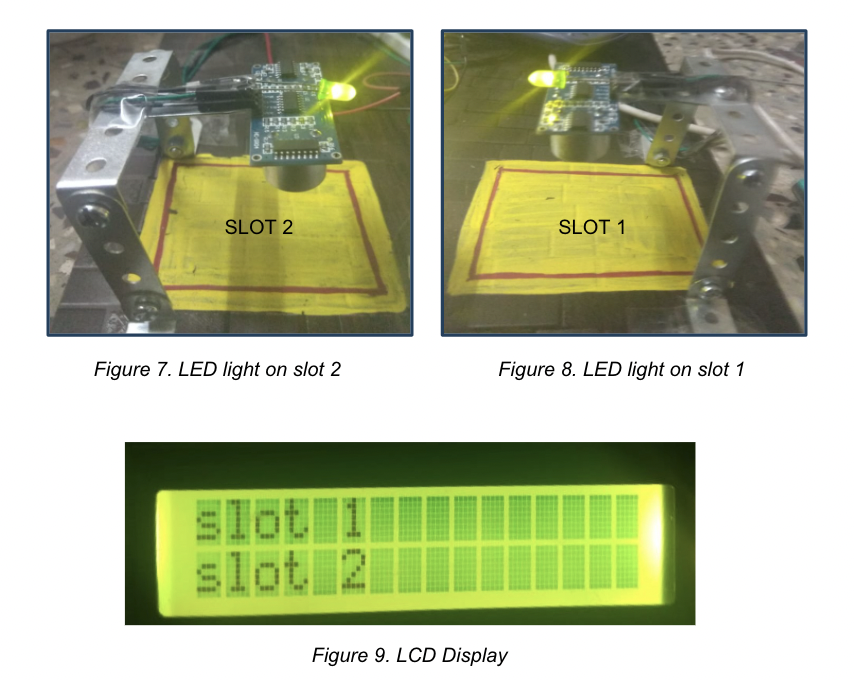 SLOT 2
SLOT 1
Figure 7. LED light on slot 2
Figure 8. LED light on slot 1
slot 1
slot 2
Figure 9. LCD Display